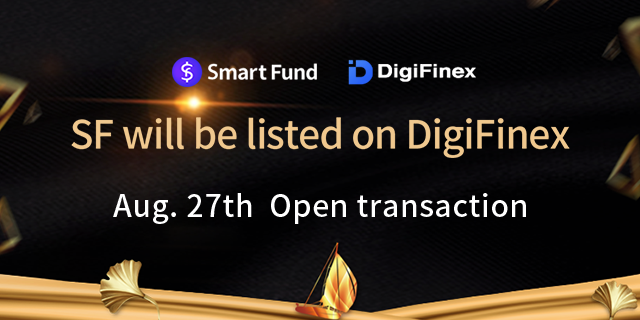 Smart Fund DigiFinex
SF will be listed on DigiFinex
Aug. 27th Open transaction